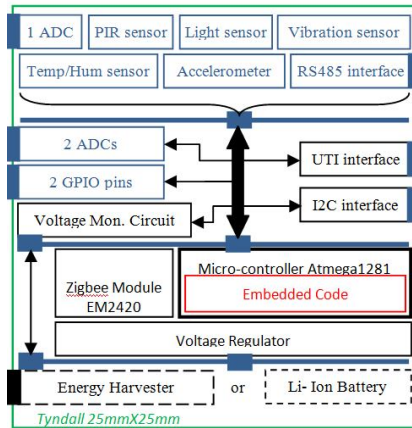 1 ADC PIR sensor Light sensor Vibration sensor
Temp/Hum sensor Accelerometer RS485 interface
2 ADCs
UTI interface
2 GPIO pins
I2C interface
Voltage Mon. Circuit
Zigbee Module
EM2420
Micro-controller Atmega1281
Embedded Code
Voltage Regulator
Energy Harvester or Li- Ion Battery
Tyndall 25mmX25mm